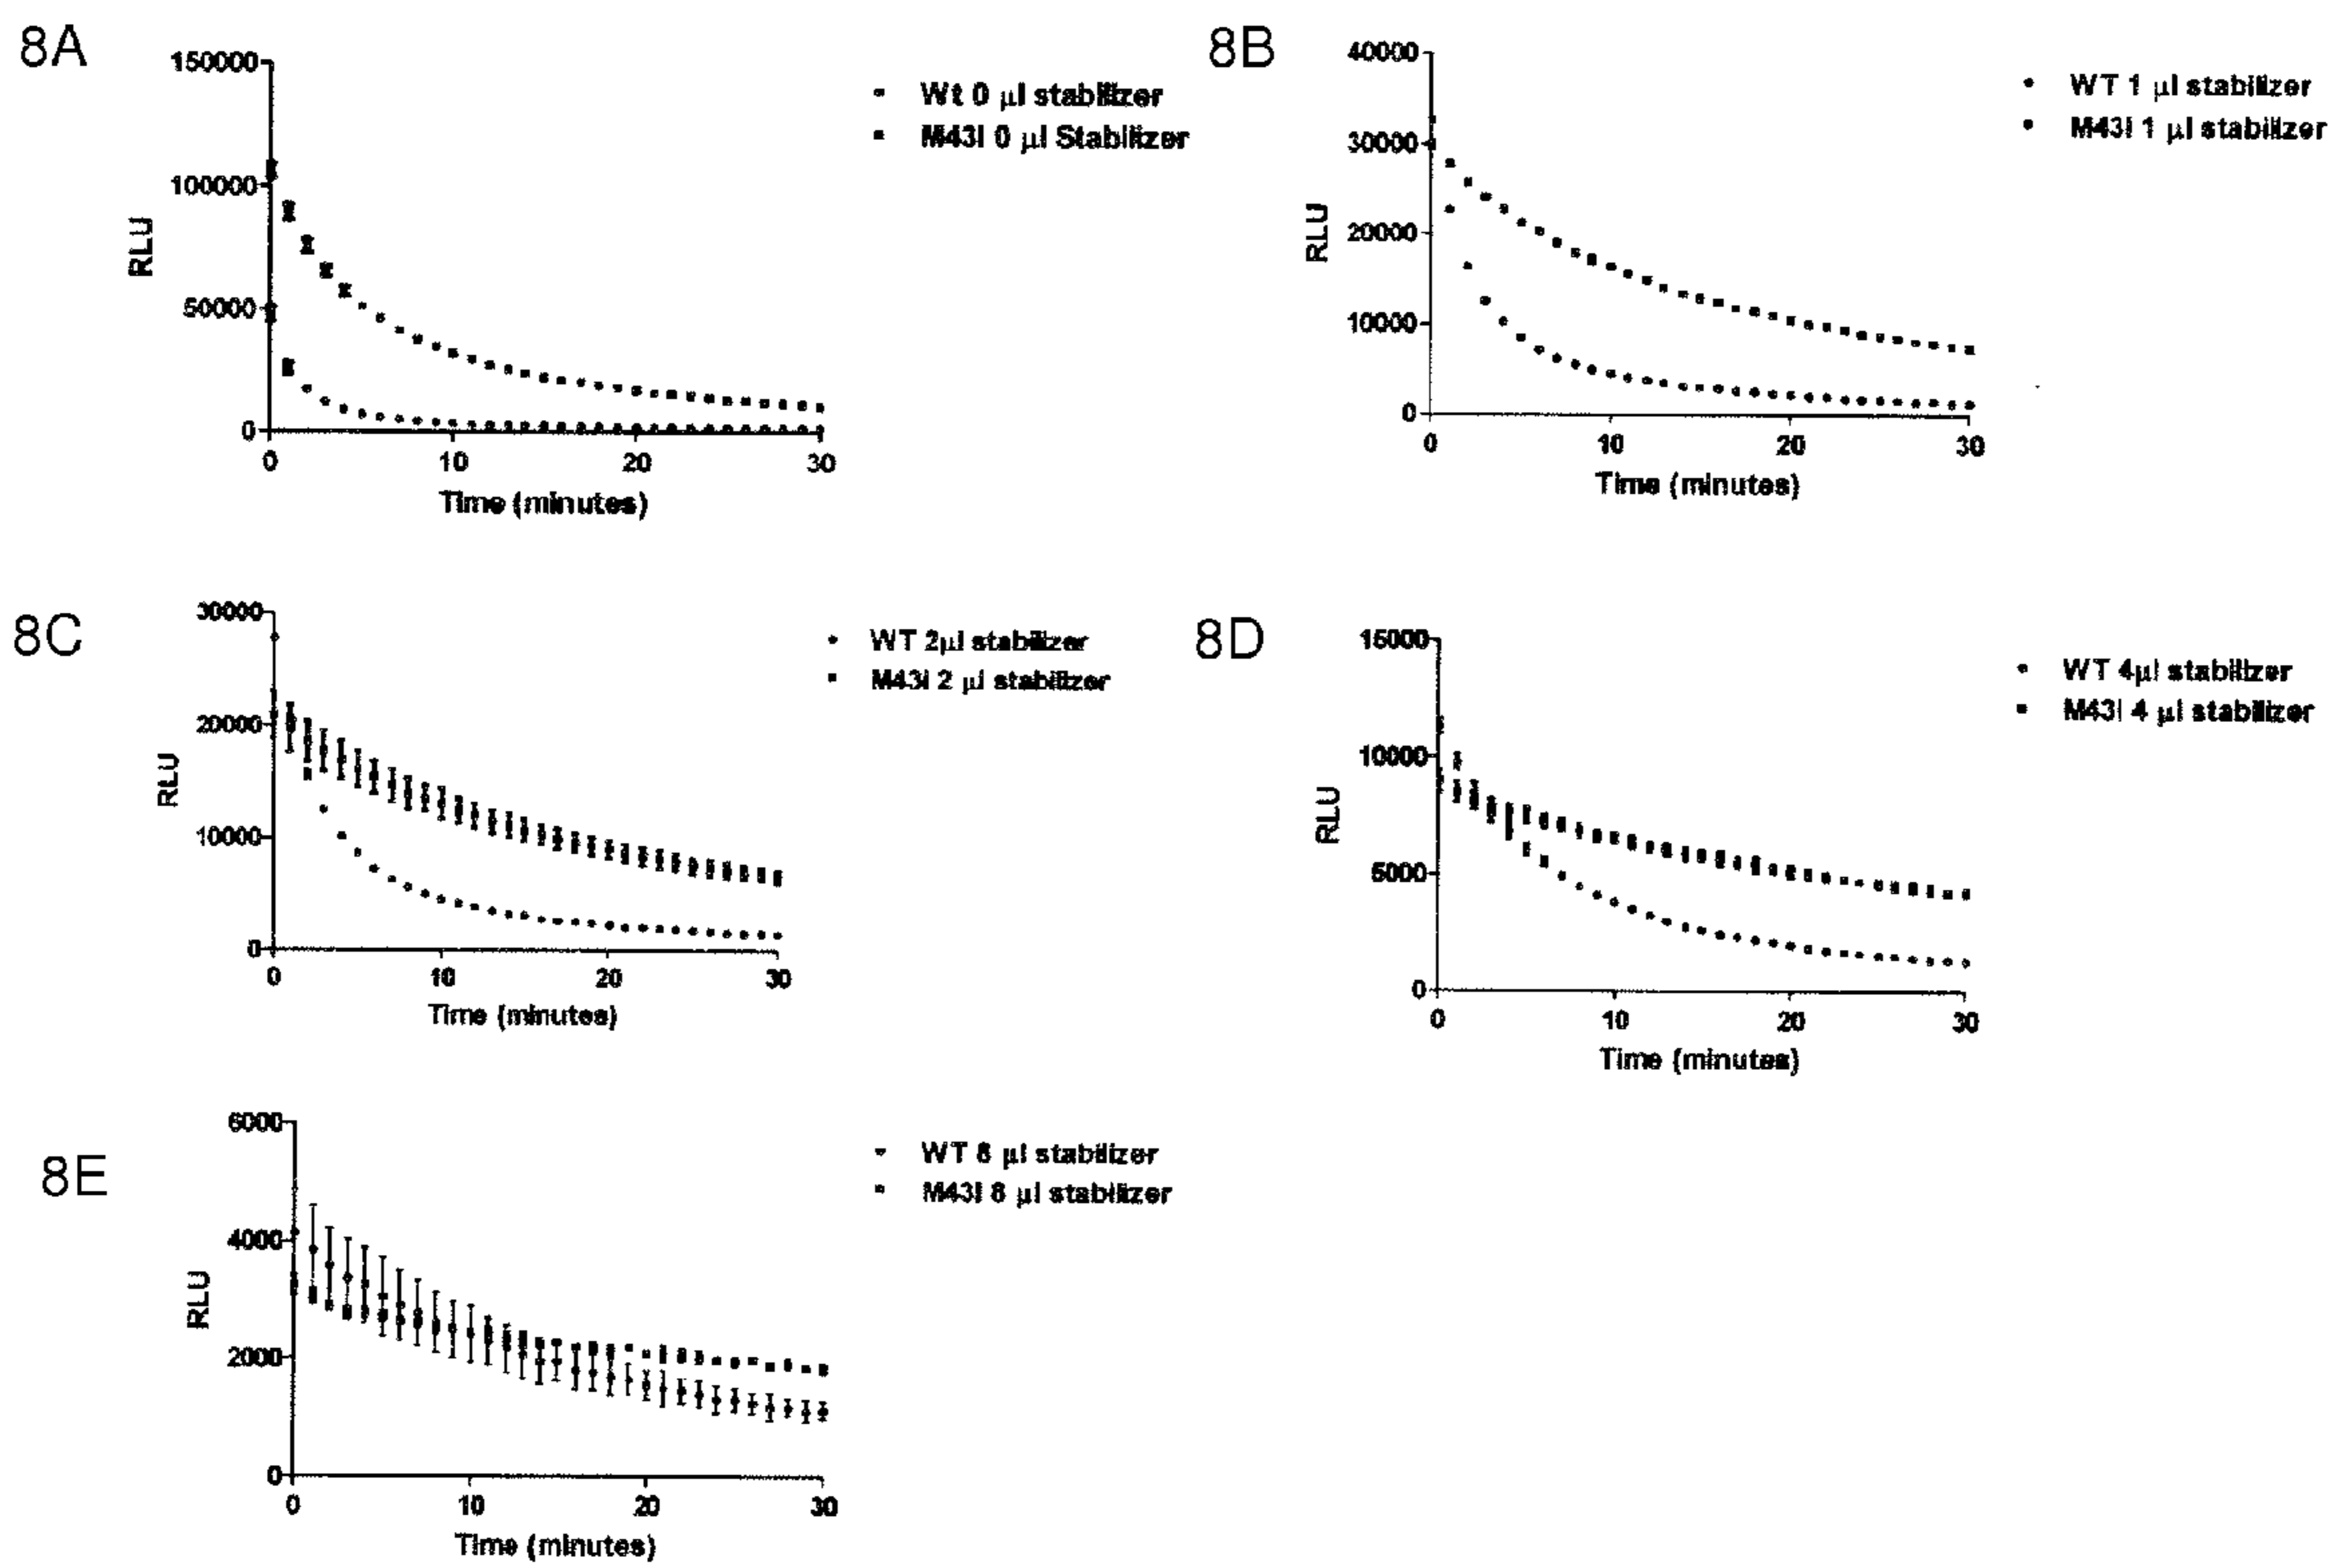 8A
150000
100000
50000
0
RLU
0 10 20 30
Time (minutes)
Wt 0 µl stabilizer
M43I 0 µl Stabilizer
8B
40000
30000
20000
10000
0
RLU
0 10 20 30
Time (minutes)
WT 1 µl stabilizer
M43I 1 µl stabilizer
8C
30000
20000
10000
0
RLU
0 10 20 30
Time (minutes)
WT 2µl stabilizer
M43I 2 µl stabilizer
8D
15000
10000
5000
0
RLU
0 10 20 30
Time (minutes)
WT 4µl stabilizer
M43I 4 µl stabilizer
8E
6000
4000
2000
0
RLU
0 10 20 30
Time (minutes)
WT 8 µl stabilizer
M43I 8 µl stabilizer